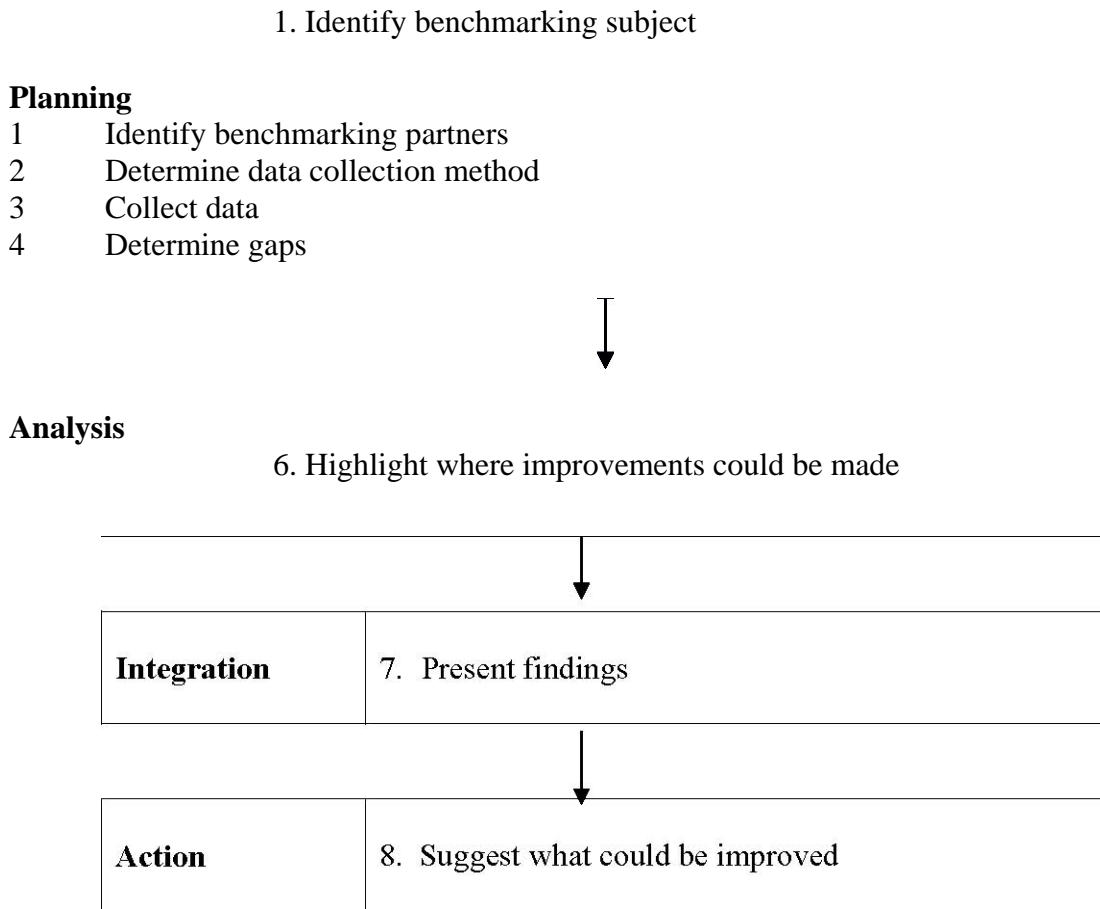 1. Identify benchmarking subject
Planning
1 Identify benchmarking partners
2 Determine data collection method
3 Collect data
4 Determine gaps
Analysis
6. Highlight where improvements could be made
Integration 7. Present findings
Action 8. Suggest what could be improved